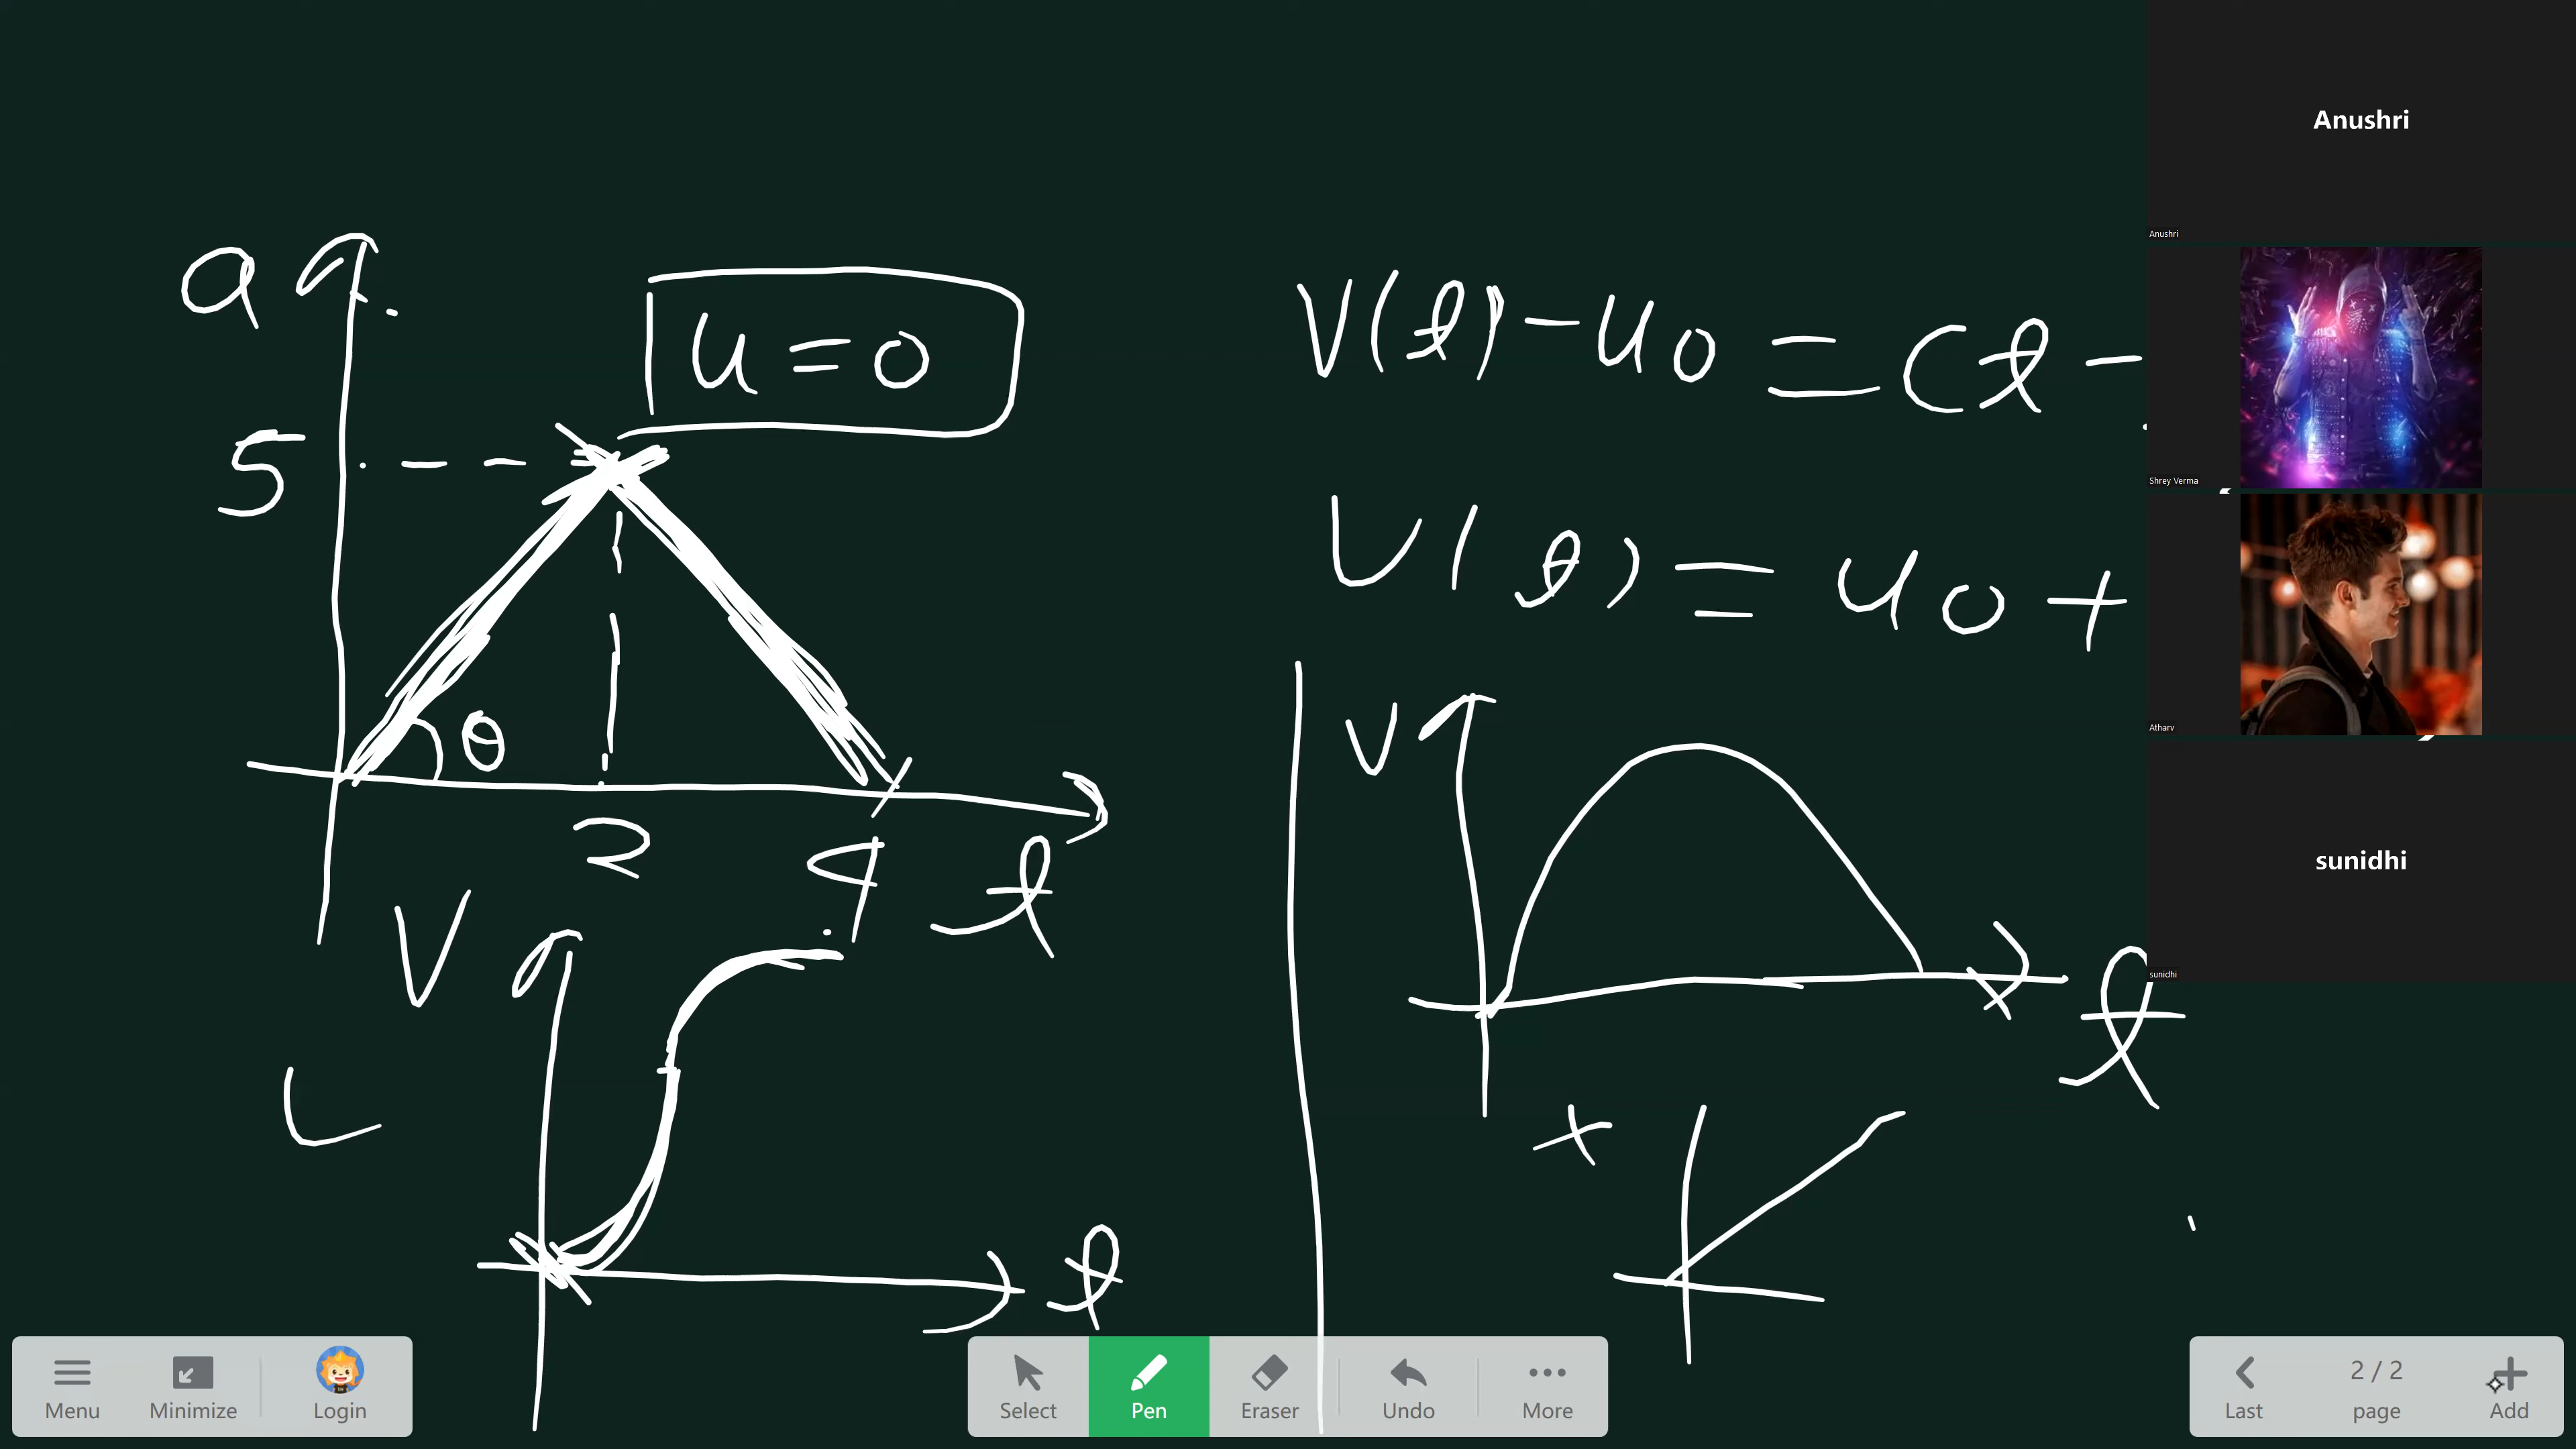 a
u = 0
5
θ
2 4 t
V
t
V(t) - u0 = (t -
V(t) = u0 +
V
t
x
Anushri
Anushri
Shrey Verma
Atharv
sunidhi
sunidhi
Menu Minimize Login
Select Pen Eraser Undo More
Last 2 / 2 page Add